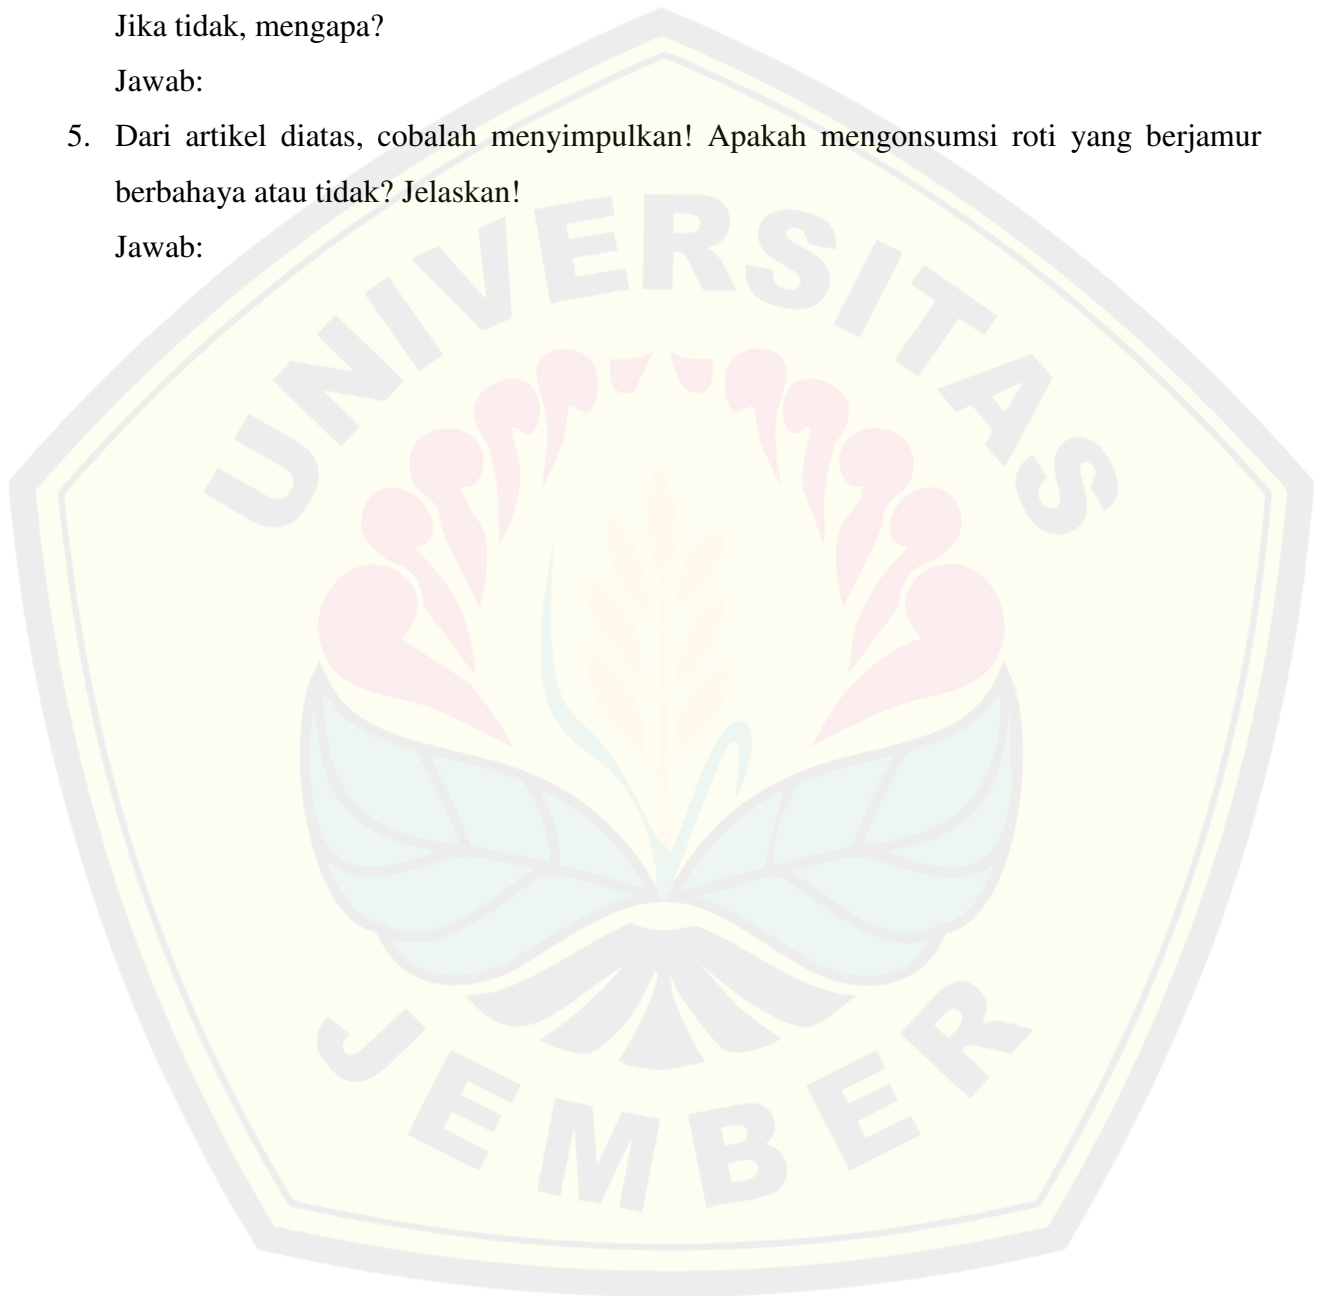 Jika tidak, mengapa?
Jawab:
5. Dari artikel diatas, cobalah menyimpulkan! Apakah mengonsumsi roti yang berjamur
berbahaya atau tidak? Jelaskan!
Jawab:
UNIVERSITAS
JEMBER